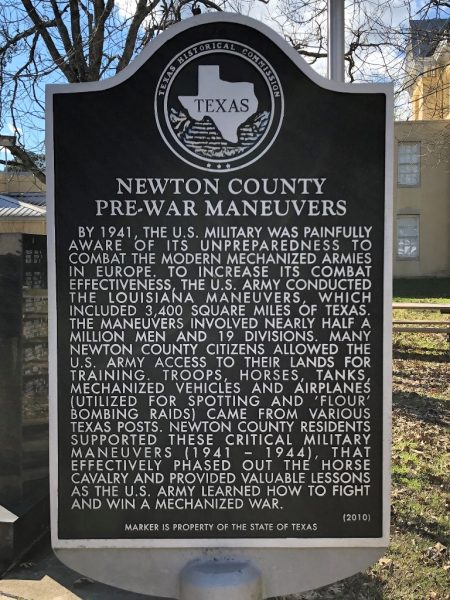 TEXAS HISTORICAL COMMISSION
TEXAS
NEWTON COUNTY
PRE-WAR MANEUVERS
BY 1941, THE U.S. MILITARY WAS PAINFULLY
AWARE OF ITS UNPREPAREDNESS TO
COMBAT THE MODERN MECHANIZED ARMIES
IN EUROPE. TO INCREASE ITS COMBAT
EFFECTIVENESS, THE U.S. ARMY CONDUCTED
THE LOUISIANA MANEUVERS, WHICH
INCLUDED 3,400 SQUARE MILES OF TEXAS.
THE MANEUVERS INVOLVED NEARLY HALF A
MILLION MEN AND 19 DIVISIONS. MANY
NEWTON COUNTY CITIZENS ALLOWED THE
U.S. ARMY ACCESS TO THEIR LANDS FOR
TRAINING. TROOPS, HORSES, TANKS,
MECHANIZED VEHICLES AND AIRPLANES
(UTILIZED FOR SPOTTING AND ‘FLOUR’
BOMBING RAIDS) CAME FROM VARIOUS
TEXAS POSTS. NEWTON COUNTY RESIDENTS
SUPPORTED THESE CRITICAL MILITARY
MANEUVERS (1941 – 1944), THAT
EFFECTIVELY PHASED OUT THE HORSE
CAVALRY AND PROVIDED VALUABLE LESSONS
AS THE U.S. ARMY LEARNED HOW TO FIGHT
AND WIN A MECHANIZED WAR.
(2010)
MARKER IS PROPERTY OF THE STATE OF TEXAS